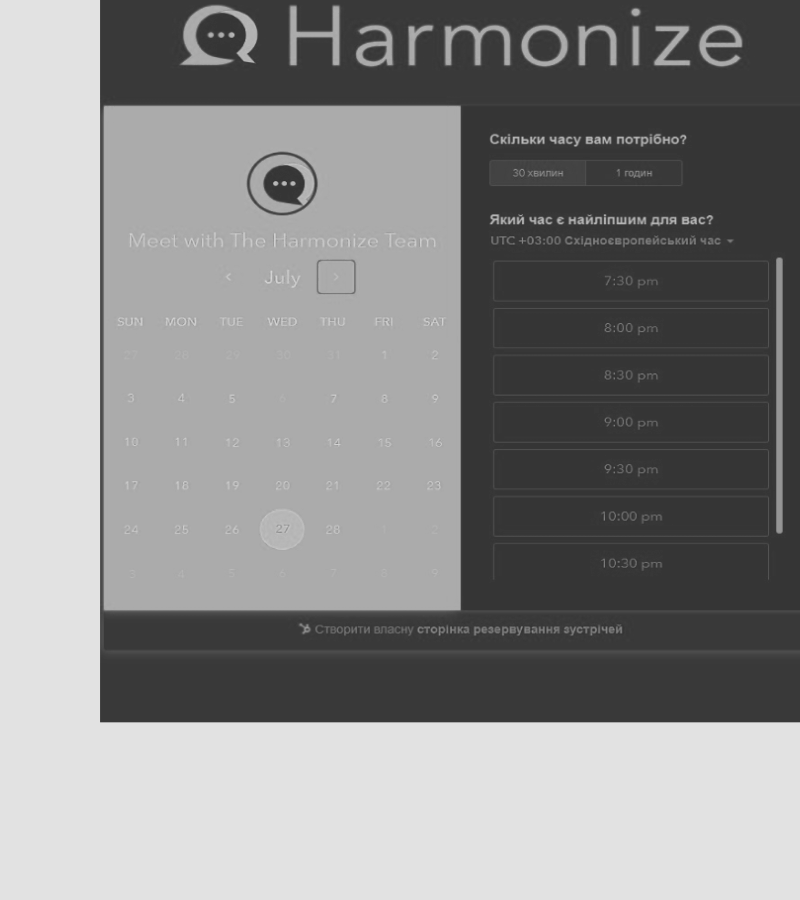 Harmonize
Meet with The Harmonize Team
July
SUN MON TUE WED THU FRI SAT
27 28 29 30 31 1 2
3 4 5 6 7 8 9
10 11 12 13 14 15 16
17 18 19 20 21 22 23
24 25 26 27 28 1 2
3 4 5 6 7 8 9
Скільки часу вам потрібно?
30 хвилин 1 годин
Який час є найліпшим для вас?
UTC +03:00 Східноєвропейський час
7:30 pm
8:00 pm
8:30 pm
9:00 pm
9:30 pm
10:00 pm
10:30 pm
Створити власну сторінка резервування зустрічей